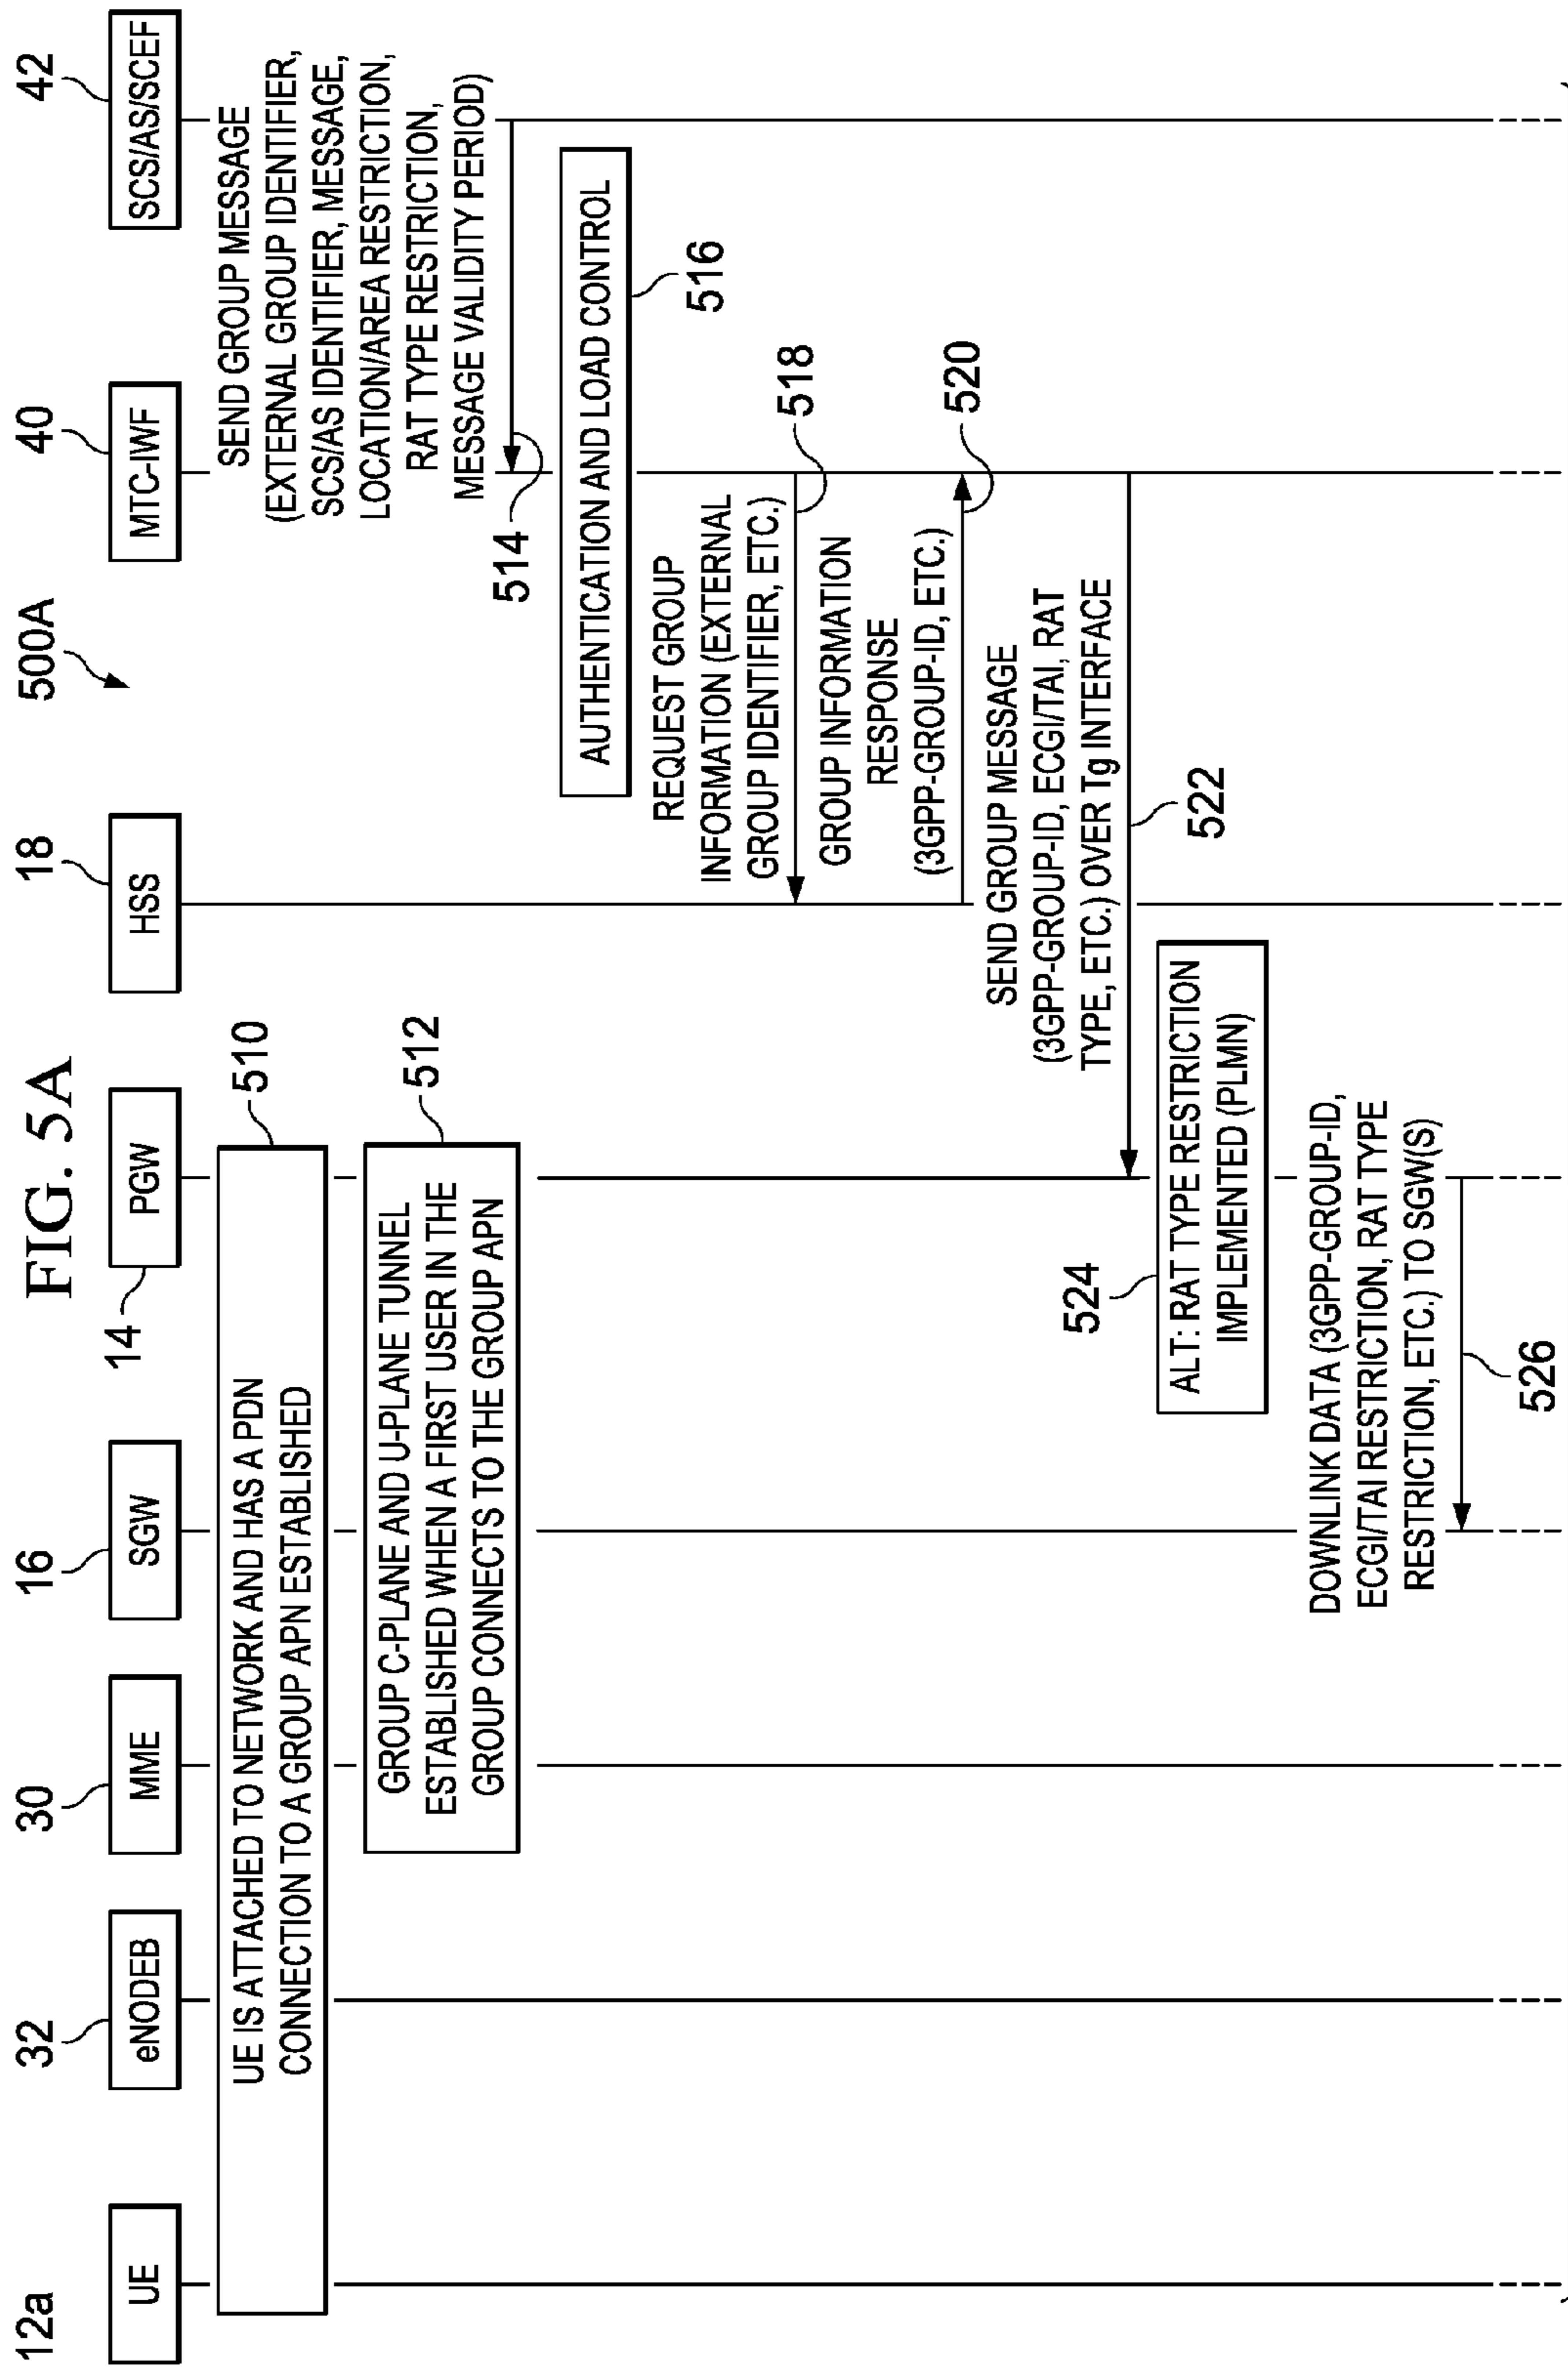 FIG. 5A
500A
12a
32
30
16
14
18
40
42
UE
eNODEB
MME
SGW
PGW
HSS
MTC-IWF
SCS/AS/SCEF
UE IS ATTACHED TO NETWORK AND HAS A PDN
CONNECTION TO A GROUP APN ESTABLISHED
510
GROUP C-PLANE AND U-PLANE TUNNEL
ESTABLISHED WHEN A FIRST USER IN THE
GROUP CONNECTS TO THE GROUP APN
512
SEND GROUP MESSAGE
(EXTERNAL GROUP IDENTIFIER,
SCS/AS IDENTIFIER, MESSAGE,
LOCATION/AREA RESTRICTION,
RAT TYPE RESTRICTION,
MESSAGE VALIDITY PERIOD)
514
AUTHENTICATION AND LOAD CONTROL
516
REQUEST GROUP
INFORMATION (EXTERNAL
GROUP IDENTIFIER, ETC.)
518
GROUP INFORMATION
RESPONSE
(3GPP-GROUP-ID, ETC.)
520
SEND GROUP MESSAGE
(3GPP-GROUP-ID, ECGI/TAI, RAT
TYPE, ETC.) OVER Tg INTERFACE
522
ALT: RAT TYPE RESTRICTION
IMPLEMENTED (PLMN)
524
DOWNLINK DATA (3GPP-GROUP-ID,
ECGI/TAI RESTRICTION, RAT TYPE
RESTRICTION, ETC.) TO SGW(S)
526